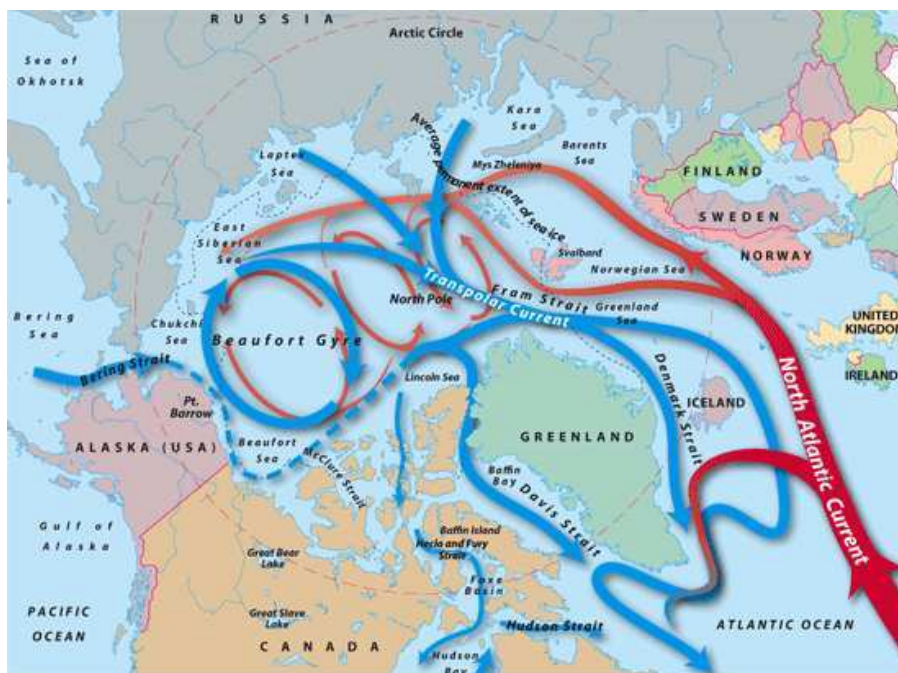 RUSSIA
Sea of
Okhotsk
Arctic Circle
Kara
Sea
Laptev
Sea
Average permanent extent of sea ice
Mys Zhelaniya
Barents
Sea
FINLAND
SWEDEN
NORWAY
East
Siberian
Sea
Svalbard
Norwegian Sea
Transpolar Current
Fram Strait
North Pole
Greenland
Sea
Bering
Sea
Chukchi
Sea
Beaufort Gyre
UNITED
KINGDOM
Bering Strait
Lincoln Sea
Denmark Strait
IRELAND
Pt.
Barrow
ICELAND
North Atlantic Current
ALASKA (USA)
Beaufort
Sea
McClure Strait
GREENLAND
Baffin
Bay
Davis Strait
Gulf of
Alaska
Baffin Island
Hecla and Fury
Strait
Great Bear
Lake
Foxe
Basin
Great Slave
Lake
PACIFIC
OCEAN
Hudson Strait
ATLANTIC OCEAN
CANADA
Hudson
Bay